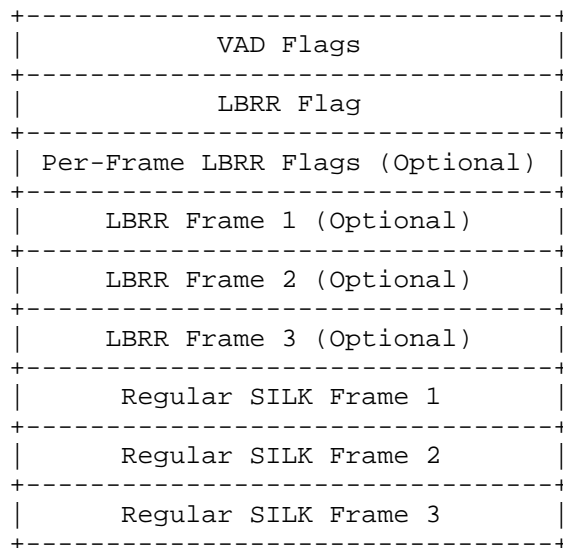 VAD Flags
LBRR Flag
Per-Frame LBRR Flags (Optional)
LBRR Frame 1 (Optional)
LBRR Frame 2 (Optional)
LBRR Frame 3 (Optional)
Regular SILK Frame 1
Regular SILK Frame 2
Regular SILK Frame 3